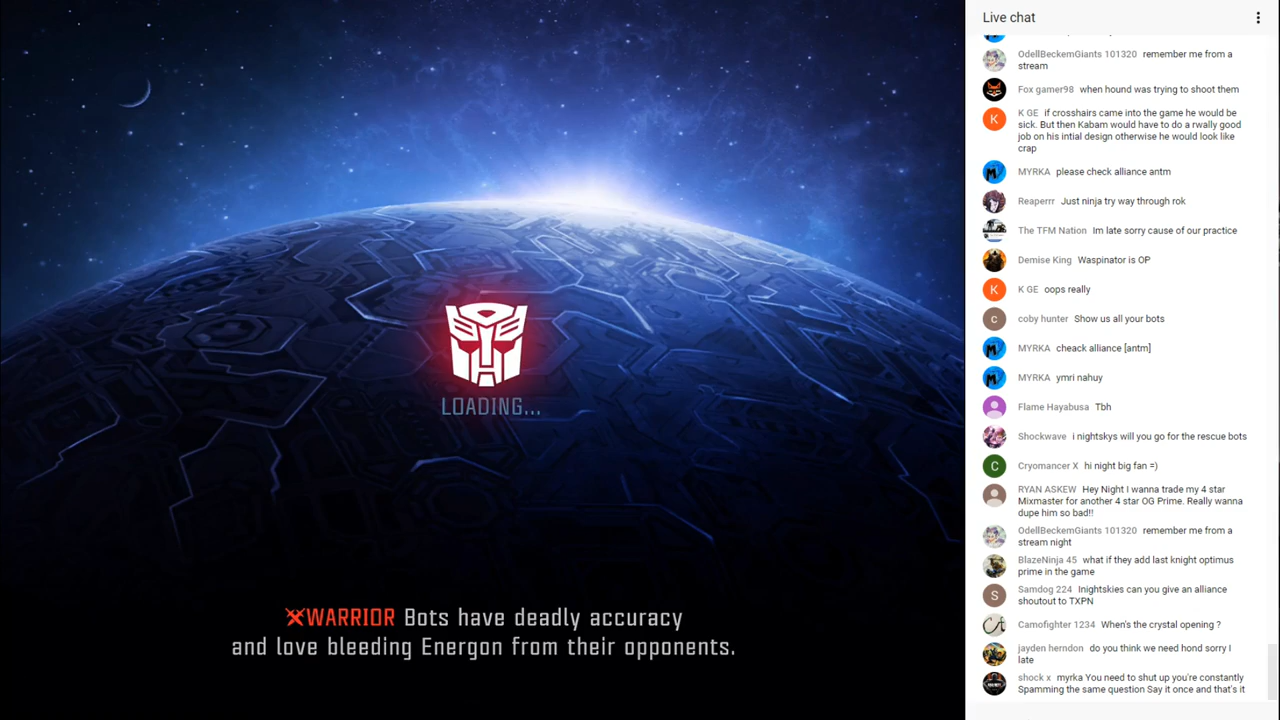 LOADING...
WARRIOR Bots have deadly accuracy
and love bleeding Energon from their opponents.
Live chat
OdellBeckemGiants 101320 remember me from a
stream
Fox gamer98 when hound was trying to shoot them
K GE if crosshairs came into the game he would be
sick. But then Kabam would have to do a rwally good
job on his intial design otherwise he would look like
crap
MYRKA please check alliance antm
Reaperrr Just ninja try way through rok
The TFM Nation Im late sorry cause of our practice
Demise King Waspinator is OP
K GE oops really
coby hunter Show us all your bots
MYRKA cheack alliance [antm]
MYRKA ymri nahuy
Flame Hayabusa Tbh
Shockwave i nightskys will you go for the rescue bots
Cryomancer X hi night big fan =)
RYAN ASKEW Hey Night I wanna trade my 4 star
Mixmaster for another 4 star OG Prime. Really wanna
dupe him so bad!!
OdellBeckemGiants 101320 remember me from a
stream night
BlazeNinja 45 what if they add last knight optimus
prime in the game
Samdog 224 Inightskies can you give an alliance
shoutout to TXPN
Camofighter 1234 When's the crystal opening ?
jayden herndon do you think we need hond sorry I
late
shock x myrka You need to shut up you're constantly
Spamming the same question Say it once and that's it